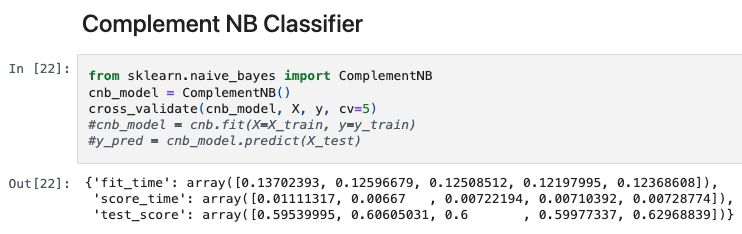 Complement NB Classifier
In [22]:
from sklearn.naive_bayes import ComplementNB
cnb_model = ComplementNB()
cross_validate(cnb_model, X, y, cv=5)
#cnb_model = cnb.fit(X=X_train, y=y_train)
#y_pred = cnb_model.predict(X_test)
Out[22]: {'fit_time': array([0.13702393, 0.12596679, 0.12508512, 0.12197995, 0.12368608]),
'score_time': array([0.01111317, 0.00667   , 0.00722194, 0.00710392, 0.00728774]),
'test_score': array([0.59539995, 0.60605031, 0.6       , 0.59977337, 0.62968839])}